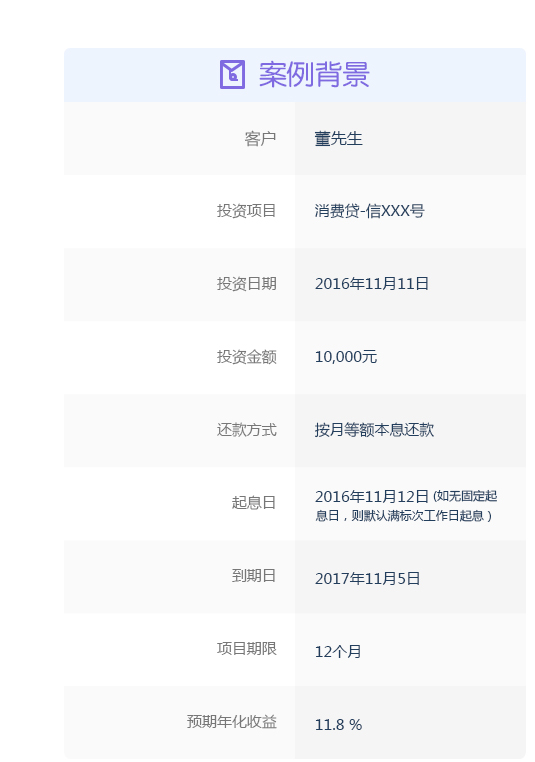 案例背景
客户 董先生
投资项目 消费贷-信XXX号
投资日期 2016年11月11日
投资金额 10,000元
还款方式 按月等额本息还款
起息日 2016年11月12日 (如无固定起
息日，则默认满标次工作日起息)
到期日 2017年11月5日
项目期限 12个月
预期年化收益 11.8 %